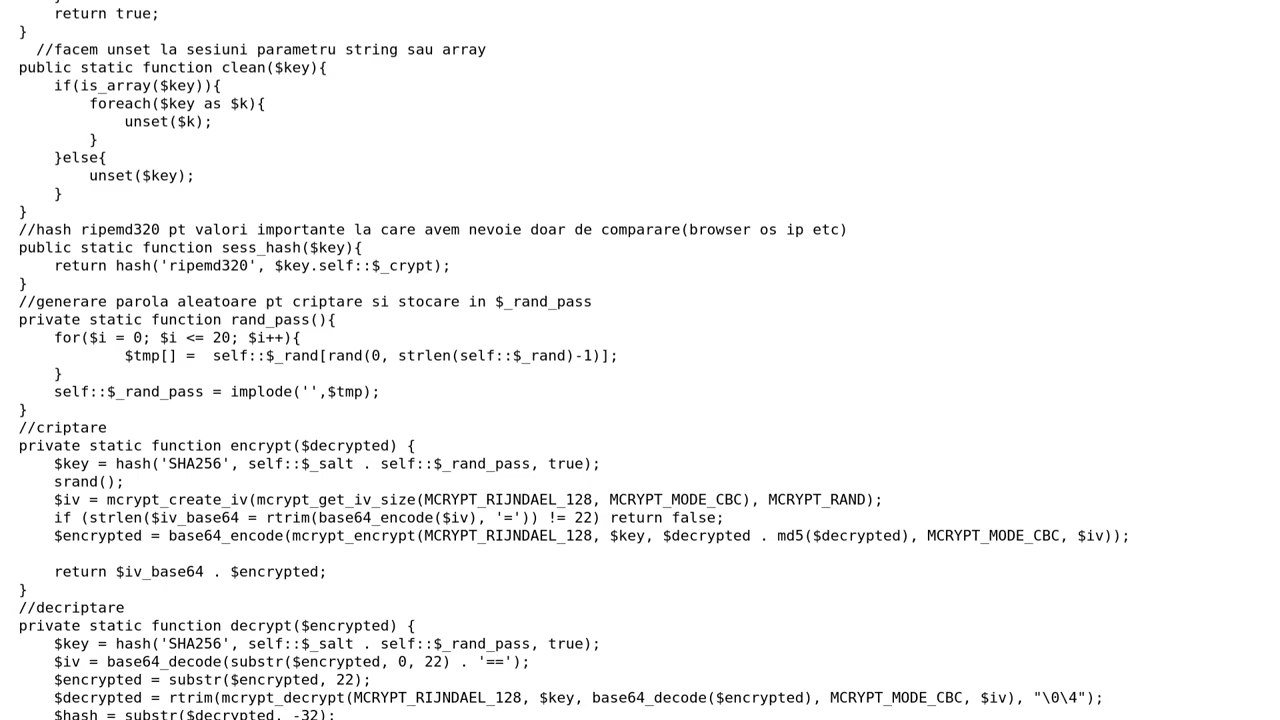 }
return true;
}
//facem unset la sesiuni parametru string sau array
public static function clean($key){
if(is_array($key)){
foreach($key as $k){
unset($k);
}
}else{
unset($key);
}
}
//hash ripemd320 pt valori importante la care avem nevoie doar de comparare(browser os ip etc)
public static function sess_hash($key){
return hash('ripemd320', $key.self::$_crypt);
}
//generare parola aleatoare pt criptare si stocare in $_rand_pass
private static function rand_pass(){
for($i = 0; $i <= 20; $i++){
$tmp[] =  self::$_rand[rand(0, strlen(self::$_rand)-1)];
}
self::$_rand_pass = implode('',$tmp);
}
//criptare
private static function encrypt($decrypted) {
$key = hash('SHA256', self::$_salt . self::$_rand_pass, true);
srand();
$iv = mcrypt_create_iv(mcrypt_get_iv_size(MCRYPT_RIJNDAEL_128, MCRYPT_MODE_CBC), MCRYPT_RAND);
if (strlen($iv_base64 = rtrim(base64_encode($iv), '=')) != 22) return false;
$encrypted = base64_encode(mcrypt_encrypt(MCRYPT_RIJNDAEL_128, $key, $decrypted . md5($decrypted), MCRYPT_MODE_CBC, $iv));
return $iv_base64 . $encrypted;
}
//decriptare
private static function decrypt($encrypted) {
$key = hash('SHA256', self::$_salt . self::$_rand_pass, true);
$iv = base64_decode(substr($encrypted, 0, 22) . '==');
$encrypted = substr($encrypted, 22);
$decrypted = rtrim(mcrypt_decrypt(MCRYPT_RIJNDAEL_128, $key, base64_decode($encrypted), MCRYPT_MODE_CBC, $iv), "\0\4");
$hash = substr($decrypted, -32);